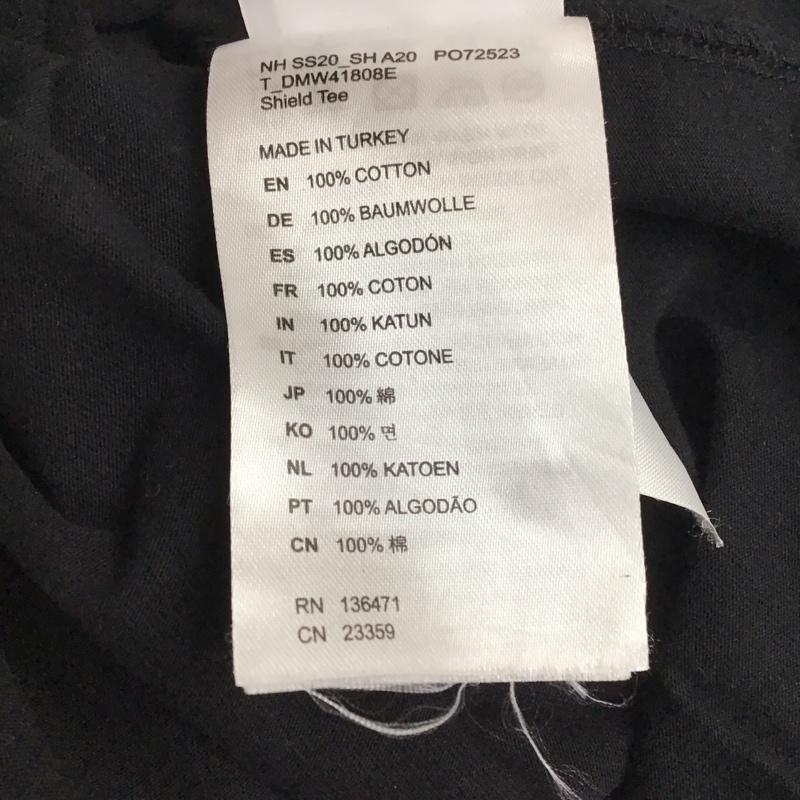 NH SS20_SH A20 PO72523
T_DMW41808E
Shield Tee
MADE IN TURKEY
EN 100% COTTON
DE 100% BAUMWOLLE
ES 100% ALGODÓN
FR 100% COTON
IN 100% KATUN
IT 100% COTONE
JP 100% 綿
KO 100% 면
NL 100% KATOEN
PT 100% ALGODÃO
CN 100% 棉
RN 136471
CN 23359